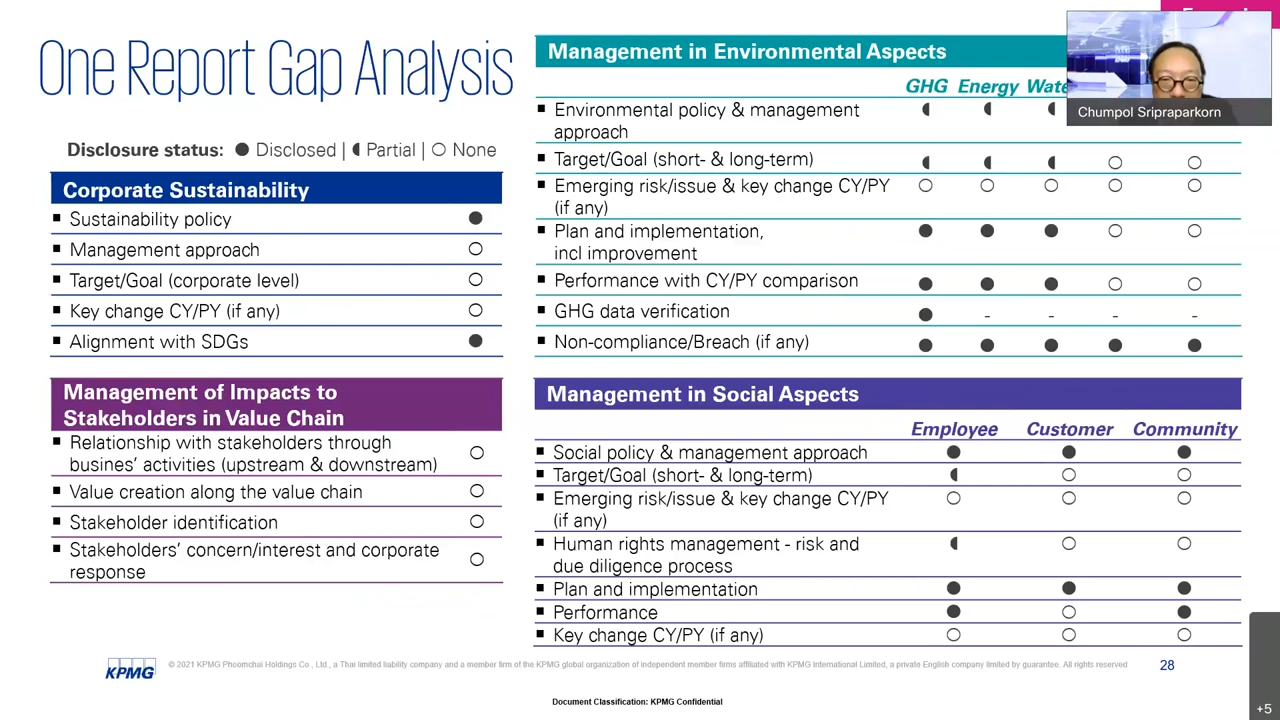 One Report Gap Analysis
Disclosure status: ● Disclosed | ◖ Partial | ○ None
Corporate Sustainability
▪ Sustainability policy ●
▪ Management approach ○
▪ Target/Goal (corporate level) ○
▪ Key change CY/PY (if any) ○
▪ Alignment with SDGs ●
Management of Impacts to
Stakeholders in Value Chain
▪ Relationship with stakeholders through
busines’ activities (upstream & downstream) ○
▪ Value creation along the value chain ○
▪ Stakeholder identification ○
▪ Stakeholders’ concern/interest and corporate
response ○
Management in Environmental Aspects
GHG Energy
▪ Environmental policy & management
approach ◖ ◖ ◖
▪ Target/Goal (short- & long-term) ◖ ◖ ◖ ○ ○
▪ Emerging risk/issue & key change CY/PY
(if any) ○ ○ ○ ○ ○
▪ Plan and implementation,
incl improvement ● ● ● ○ ○
▪ Performance with CY/PY comparison ● ● ● ○ ○
▪ GHG data verification ● - - - -
▪ Non-compliance/Breach (if any) ● ● ● ● ●
Management in Social Aspects
Employee Customer Community
▪ Social policy & management approach ● ● ●
▪ Target/Goal (short- & long-term) ◖ ○ ○
▪ Emerging risk/issue & key change CY/PY
(if any) ○ ○ ○
▪ Human rights management - risk and
due diligence process ◖ ○ ○
▪ Plan and implementation ● ● ●
▪ Performance ● ○ ●
▪ Key change CY/PY (if any) ○ ○ ○
Chumpol Sripraparkorn
KPMG
© 2021 KPMG Phoomchai Holdings Co., Ltd., a Thai limited liability company and a member firm of the KPMG global organization of independent member firms affiliated with KPMG International Limited, a private English company limited by guarantee. All rights reserved
28
Document Classification: KPMG Confidential
+5